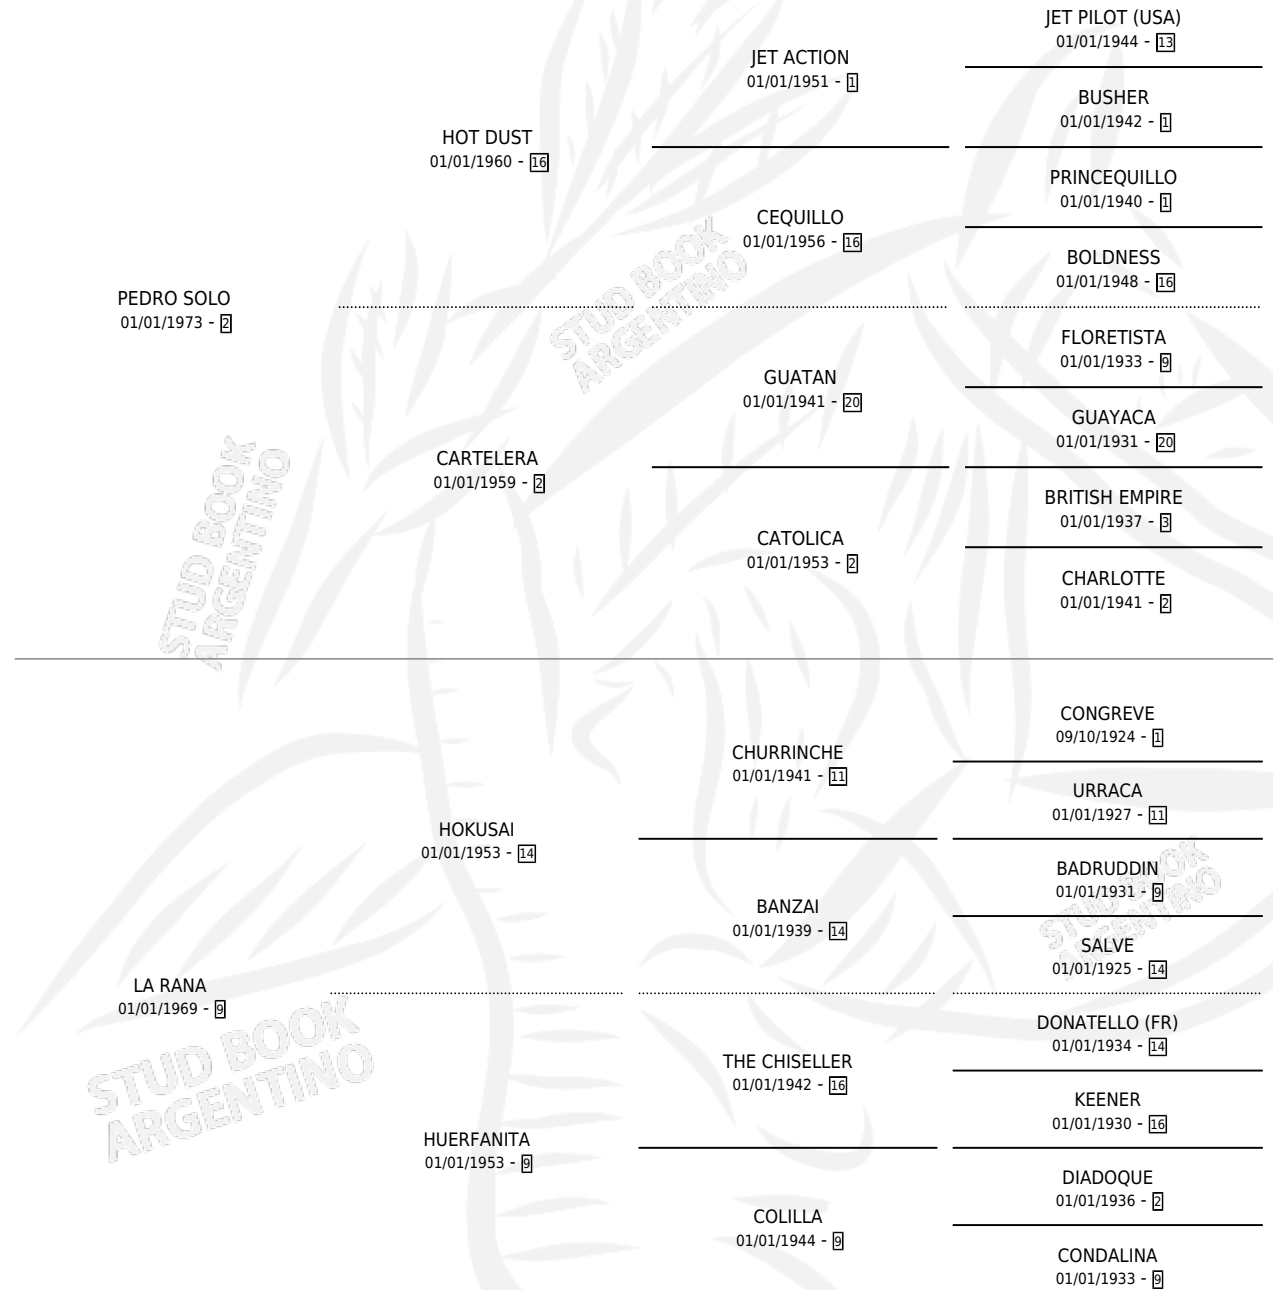 JET PILOT (USA)
01/01/1944 - 13
JET ACTION
01/01/1951 - 1
BUSHER
01/01/1942 - 1
HOT DUST
01/01/1960 - 16
PRINCEQUILLO
01/01/1940 - 1
CEQUILLO
01/01/1956 - 16
BOLDNESS
01/01/1948 - 16
PEDRO SOLO
01/01/1973 - 2
FLORETISTA
01/01/1933 - 9
GUATAN
01/01/1941 - 20
GUAYACA
01/01/1931 - 20
CARTELERA
01/01/1959 - 2
BRITISH EMPIRE
01/01/1937 - 3
CATOLICA
01/01/1953 - 2
CHARLOTTE
01/01/1941 - 2
CONGREVE
09/10/1924 - 1
CHURRINCHE
01/01/1941 - 11
URRACA
01/01/1927 - 11
HOKUSAI
01/01/1953 - 14
BADRUDDIN
01/01/1931 - 9
BANZAI
01/01/1939 - 14
SALVE
01/01/1925 - 14
LA RANA
01/01/1969 - 9
DONATELLO (FR)
01/01/1934 - 14
THE CHISELLER
01/01/1942 - 16
KEENER
01/01/1930 - 16
HUERFANITA
01/01/1953 - 9
DIADOQUE
01/01/1936 - 2
COLILLA
01/01/1944 - 9
CONDALINA
01/01/1933 - 9
STUD BOOK
ARGENTINO
STUD BOOK
ARGENTINO
STUD BOOK
ARGENTINO
STUD BOOK
ARGENTINO